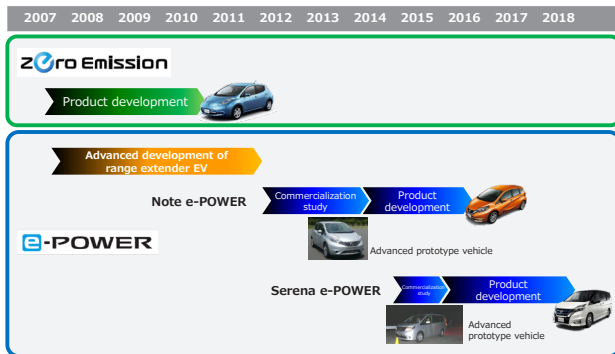 2007 2008 2009 2010 2011 2012 2013 2014 2015 2016 2017 2018
Zero Emission
Product development
Advanced development of
range extender EV
Note e-POWER
Commercialization
study
Product
development
Advanced prototype vehicle
e-POWER
Serena e-POWER
Commercialization
study
Product
development
Advanced
prototype vehicle